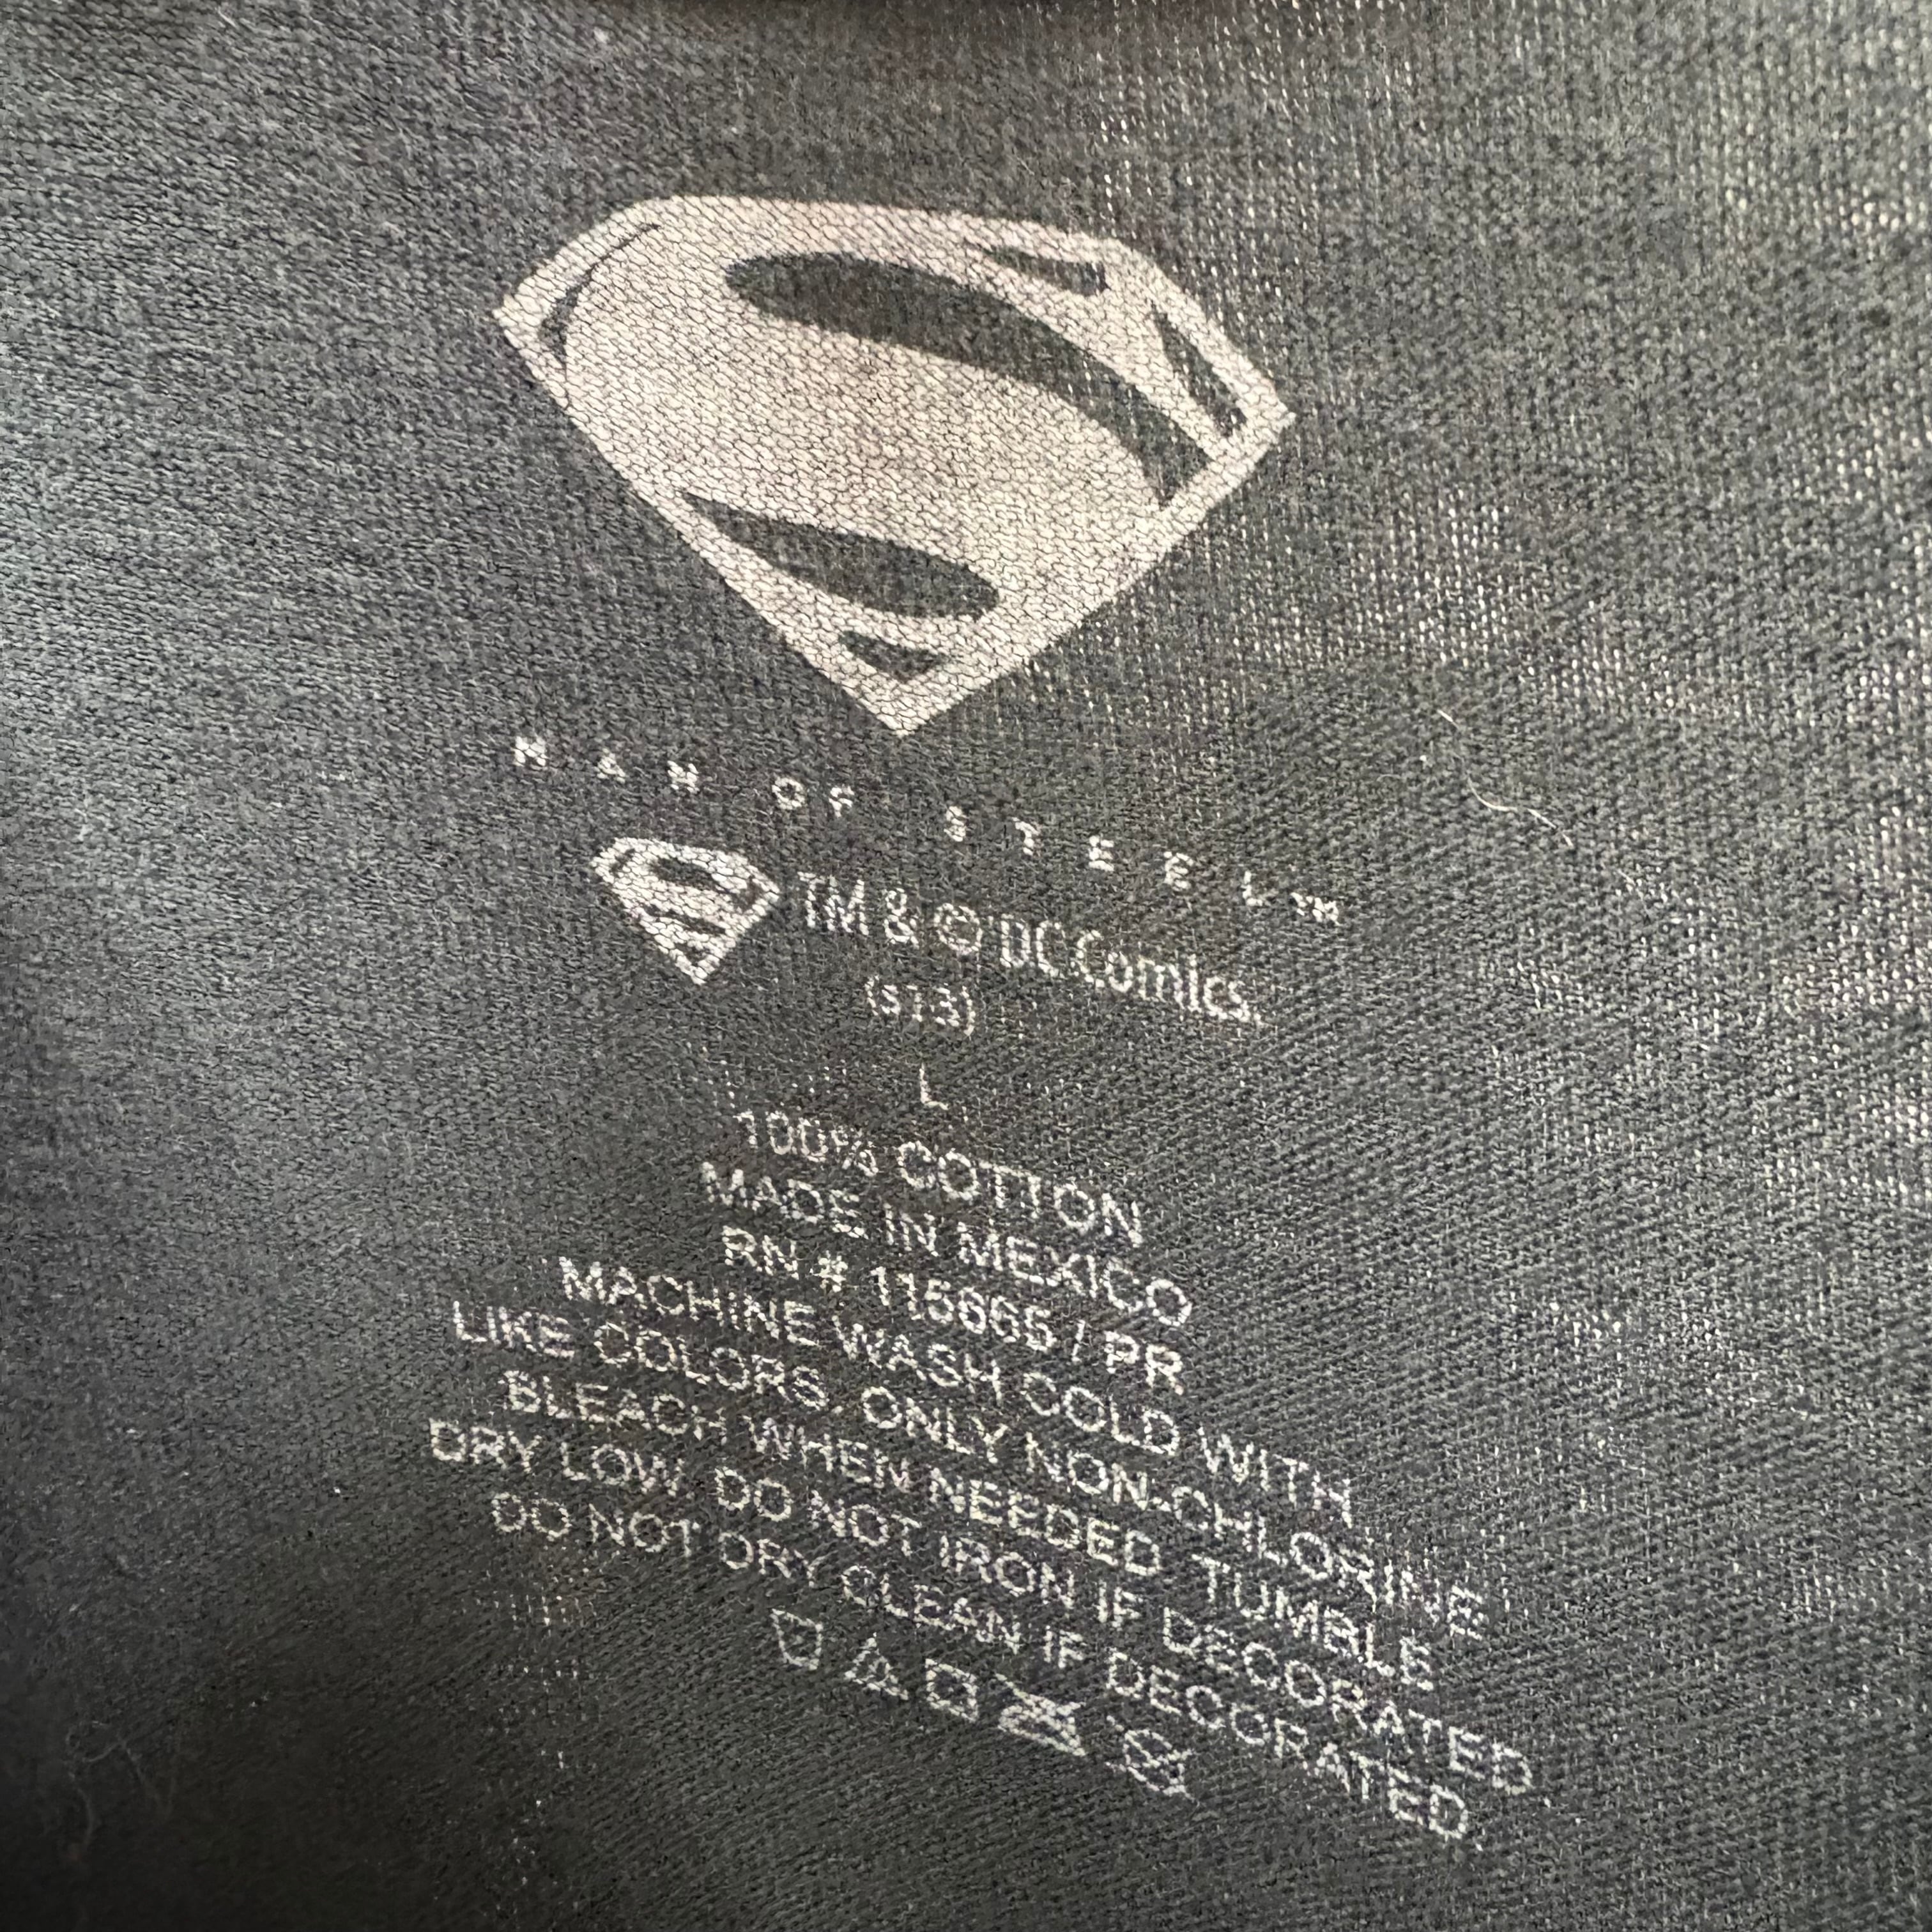 MAN OF STEEL™
TM & © DC Comics.
(s13)
L
100% COTTON
MADE IN MEXICO
RN # 115665 / PR
MACHINE WASH COLD WITH
LIKE COLORS. ONLY NON-CHLORINE
BLEACH WHEN NEEDED. TUMBLE
DRY LOW. DO NOT IRON IF DECORATED.
DO NOT DRY CLEAN IF DECORATED.